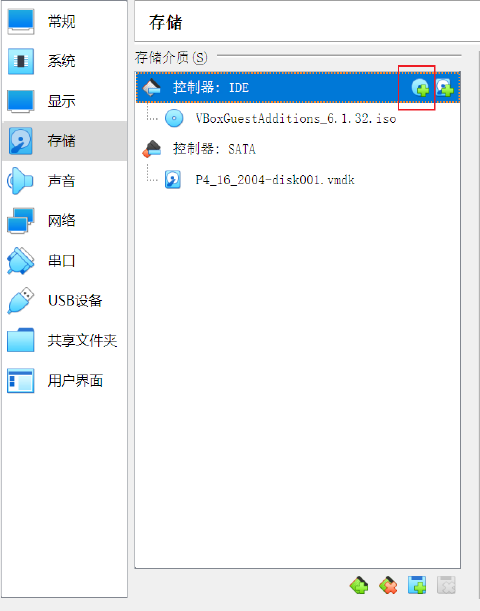 常规
系统
显示
存储
声音
网络
串口
USB设备
共享文件夹
用户界面
存储
存储介质(S)
控制器: IDE
VBoxGuestAdditions_6.1.32.iso
控制器: SATA
P4_16_2004-disk001.vmdk